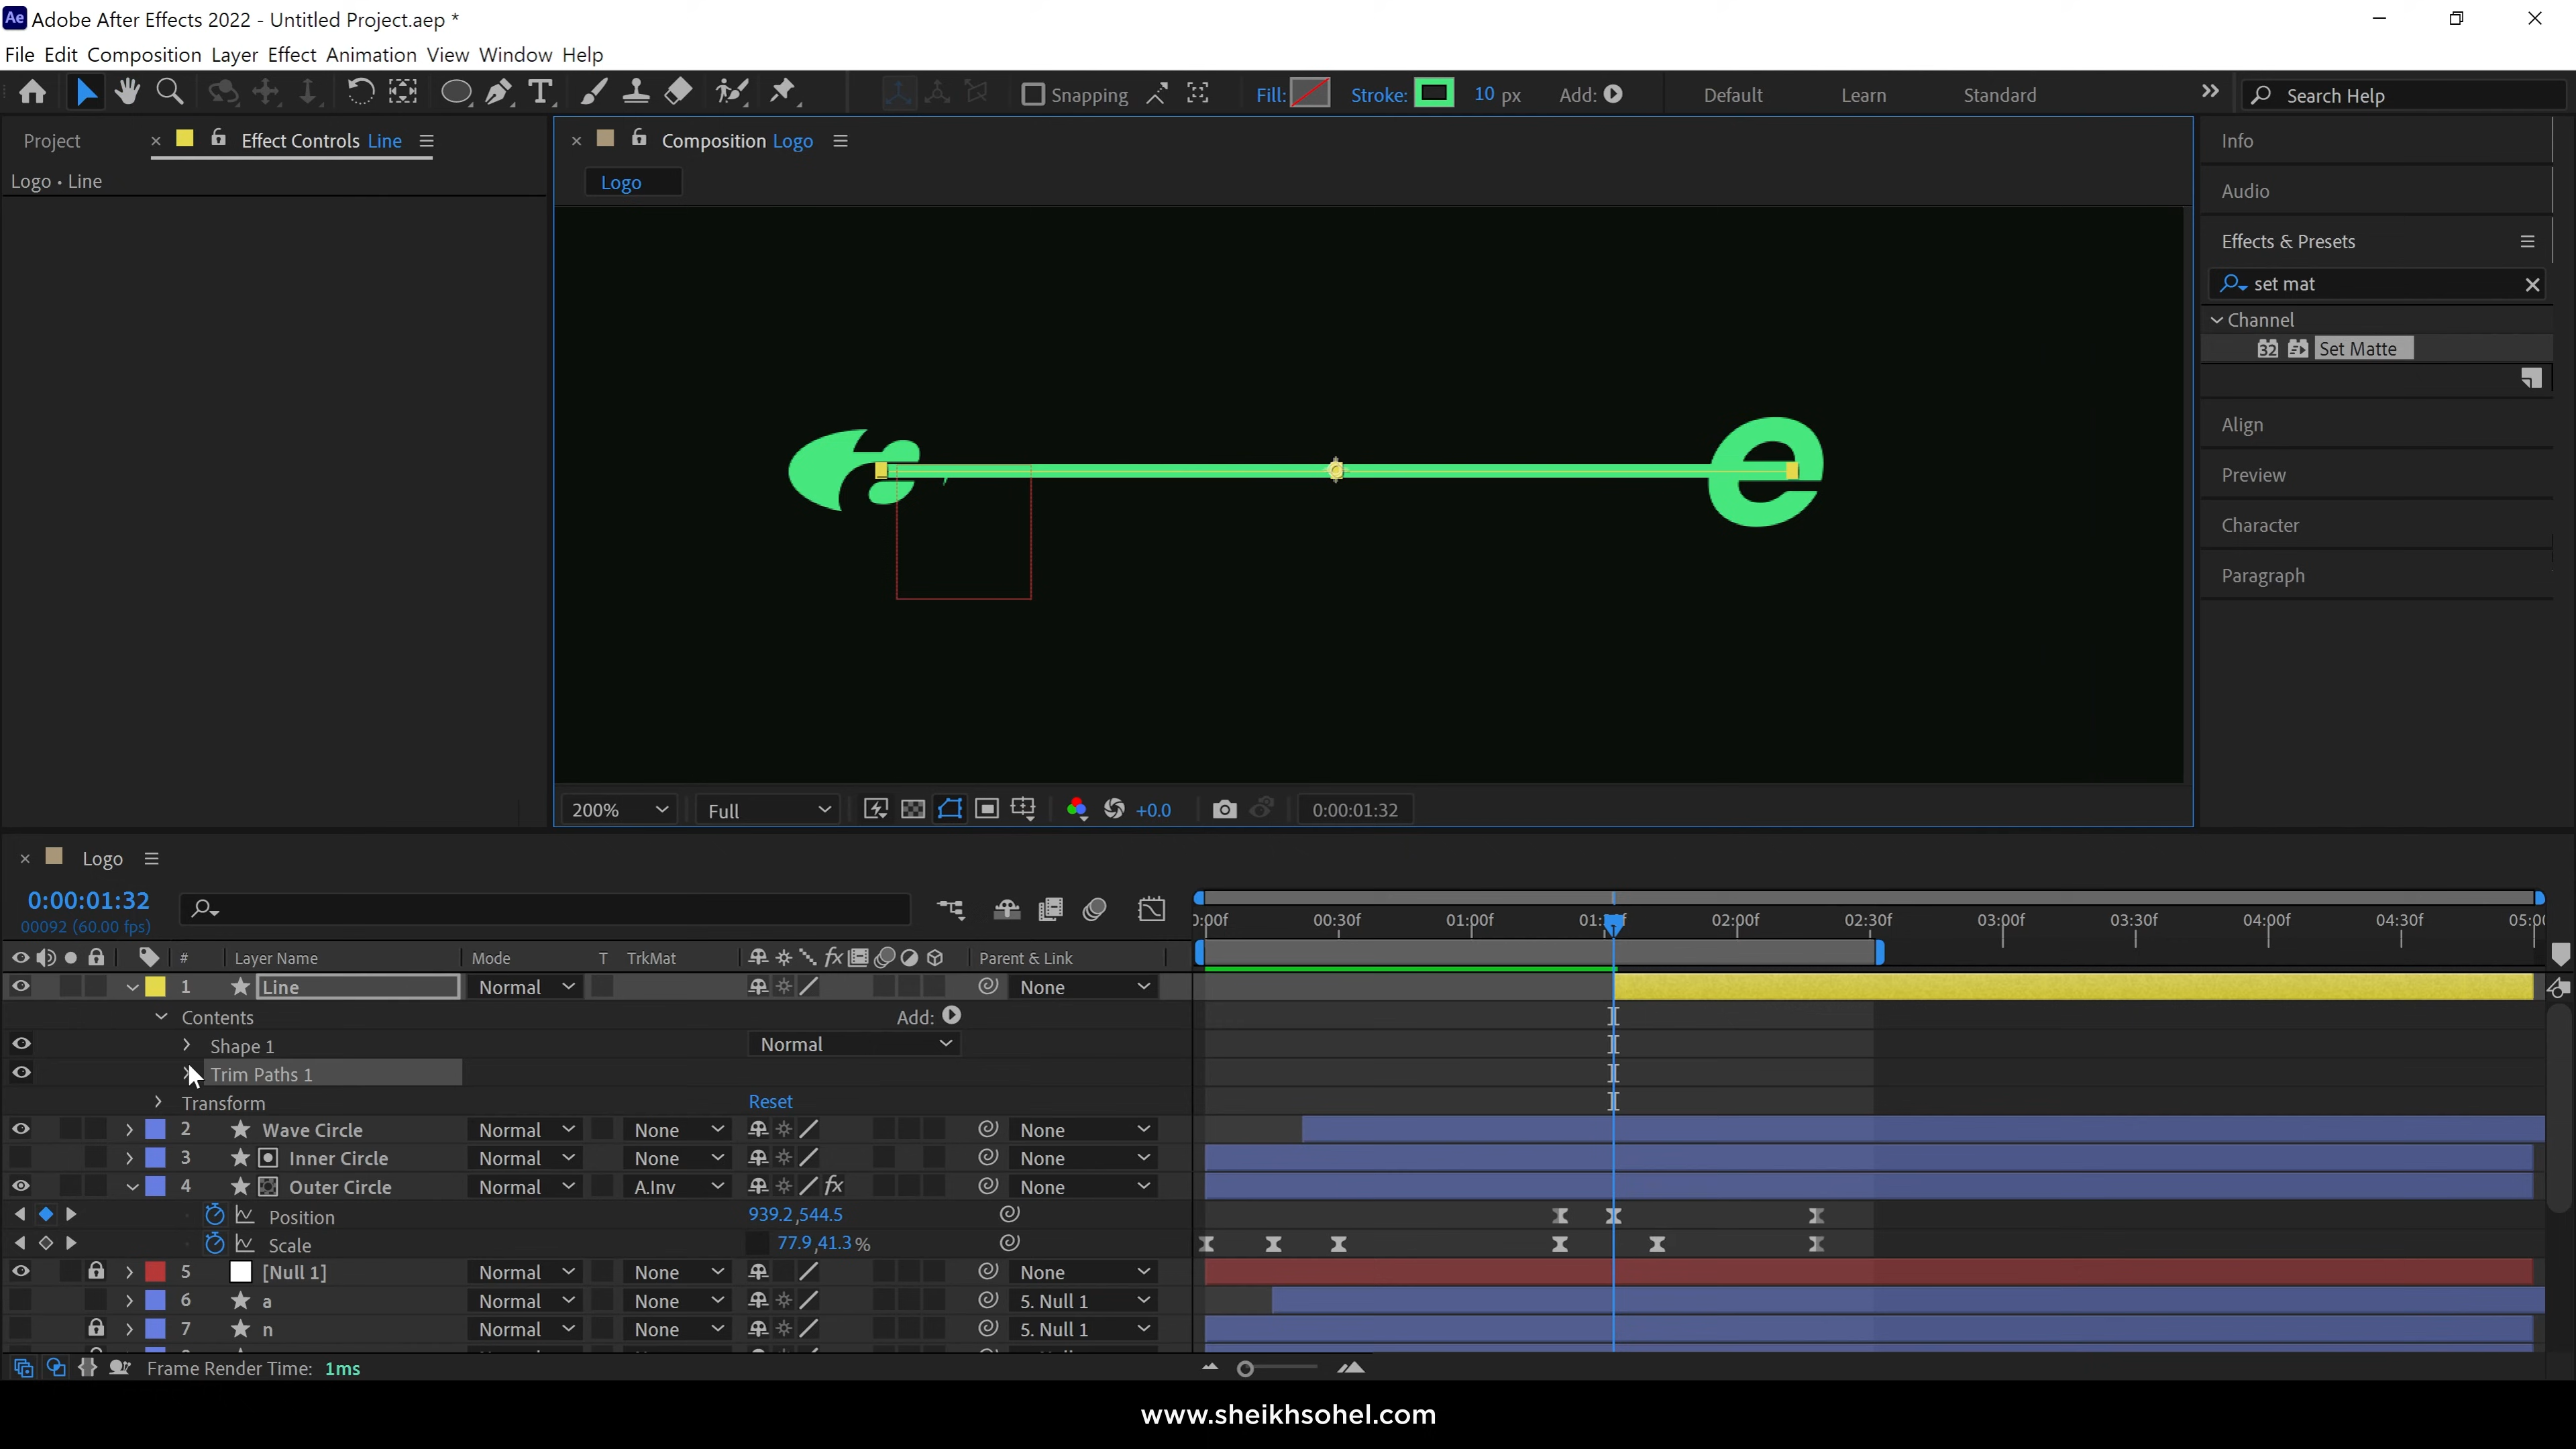 Ae Adobe After Effects 2022 - Untitled Project.aep *
File Edit Composition Layer Effect Animation View Window Help
Snapping Fill: Stroke: 10 px Add: Default Learn Standard Search Help
Project Effect Controls Line
Logo • Line
Composition Logo
Logo
e
Info
Audio
Effects & Presets
set mat
Channel
32 Set Matte
Align
Preview
Character
Paragraph
200% Full +0.0 0:00:01:32
Logo
0:00:01:32
00092 (60.00 fps)
00:30f 01:00f 02:00f 02:30f 03:00f 03:30f 04:00f 04:30f
# Layer Name Mode T TrkMat fx Parent & Link
1 Line Normal None
Contents Add:
Shape 1 Normal
Trim Paths 1
Transform Reset
2 Wave Circle Normal None None
3 Inner Circle Normal None None
4 Outer Circle Normal A.Inv fx None
Position 939.2,544.5
Scale 77.9,41.3 %
5 [Null 1] Normal None None
6 a Normal None 5. Null 1
7 n Normal None 5. Null 1
Frame Render Time: 1ms
www.sheikhsohel.com